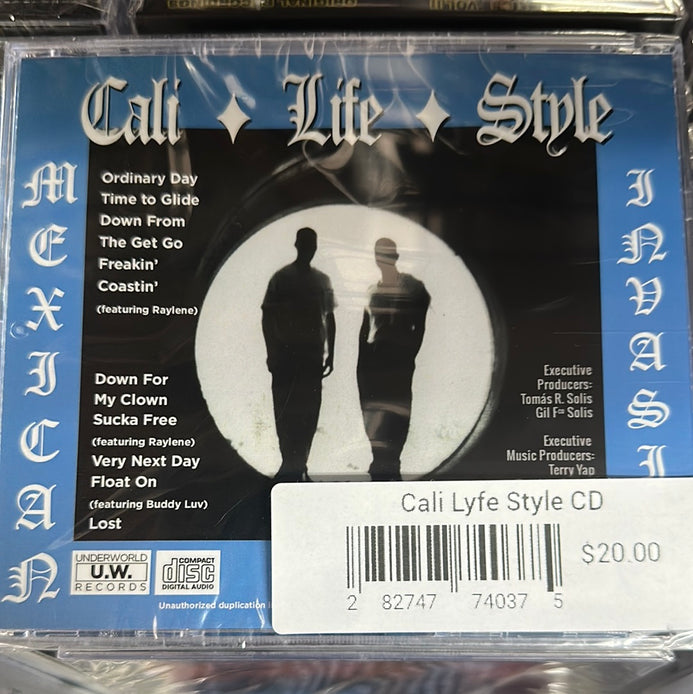 Cali ✦ Life ✦ Style
MEXICAN
INVASI
Ordinary Day
Time to Glide
Down From
The Get Go
Freakin'
Coastin'
(featuring Raylene)
Down For
My Clown
Sucka Free
(featuring Raylene)
Very Next Day
Float On
(featuring Buddy Luv)
Lost
Executive
Producers:
Tomás R. Solis
Executive
Music Producers:
Terry Yap
UNDERWORLD
U.W.
RECORDS
COMPACT
disc
DIGITAL AUDIO
Unauthorized duplication
Cali Lyfe Style CD
$20.00
2 82747 74037 5